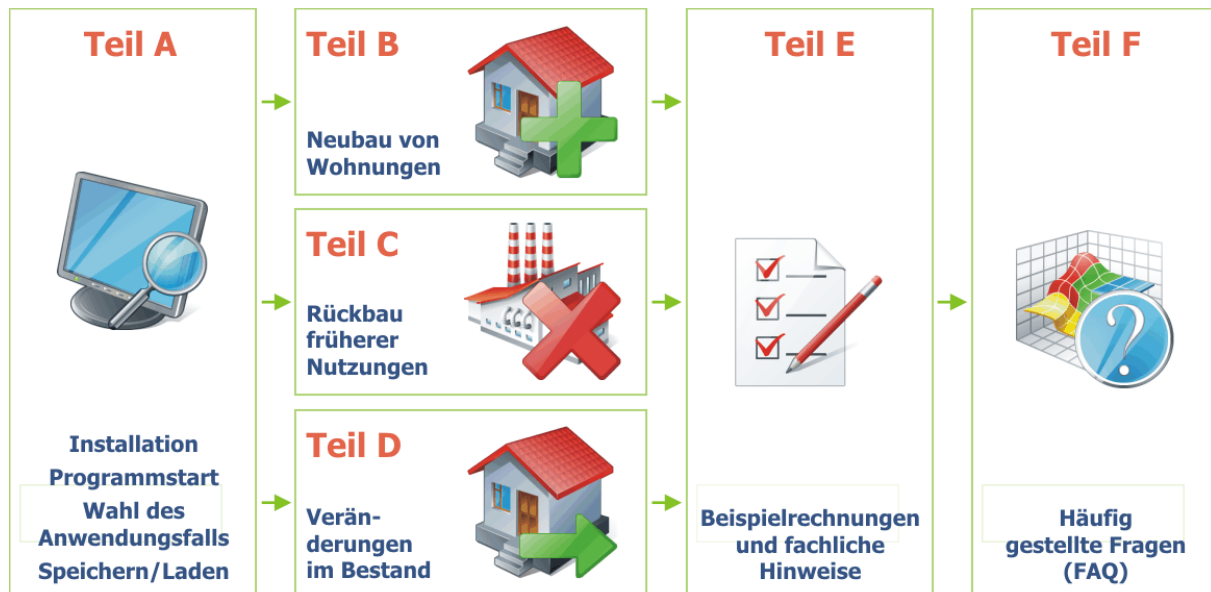 Teil A
Installation
Programmstart
Wahl des
Anwendungsfalls
Speichern/Laden
Teil B
Neubau von
Wohnungen
Teil C
Rückbau
früherer
Nutzungen
Teil D
Verän-
derungen
im Bestand
Teil E
Beispielrechnungen
und fachliche
Hinweise
Teil F
?
Häufig
gestellte Fragen
(FAQ)